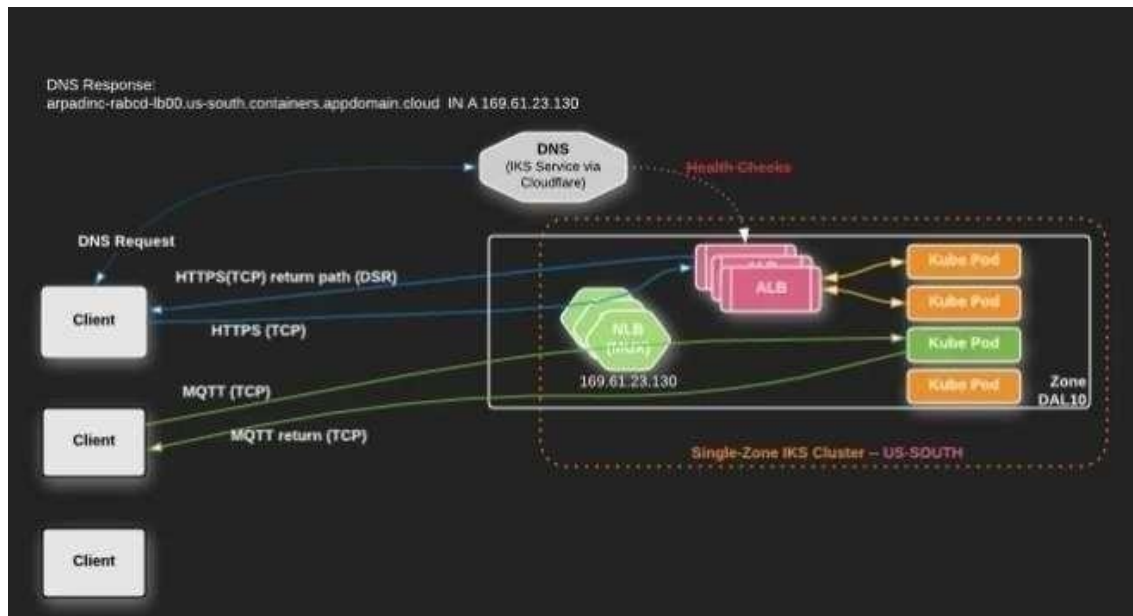 DNS Response:
arpadinc-rabcd-lb00.us-south.containers.appdomain.cloud IN A 169.61.23.130
DNS
(IKS Service via
Cloudflare)
Health Checks
DNS Request
HTTPS(TCP) return path (DSR)
Client
HTTPS (TCP)
ALB
ALB
Kube Pod
Kube Pod
NLB
(MUX)
Kube Pod
169.61.23.130
Kube Pod
Zone
DAL10
MQTT (TCP)
MQTT return (TCP)
Client
Single-Zone IKS Cluster -- US-SOUTH
Client